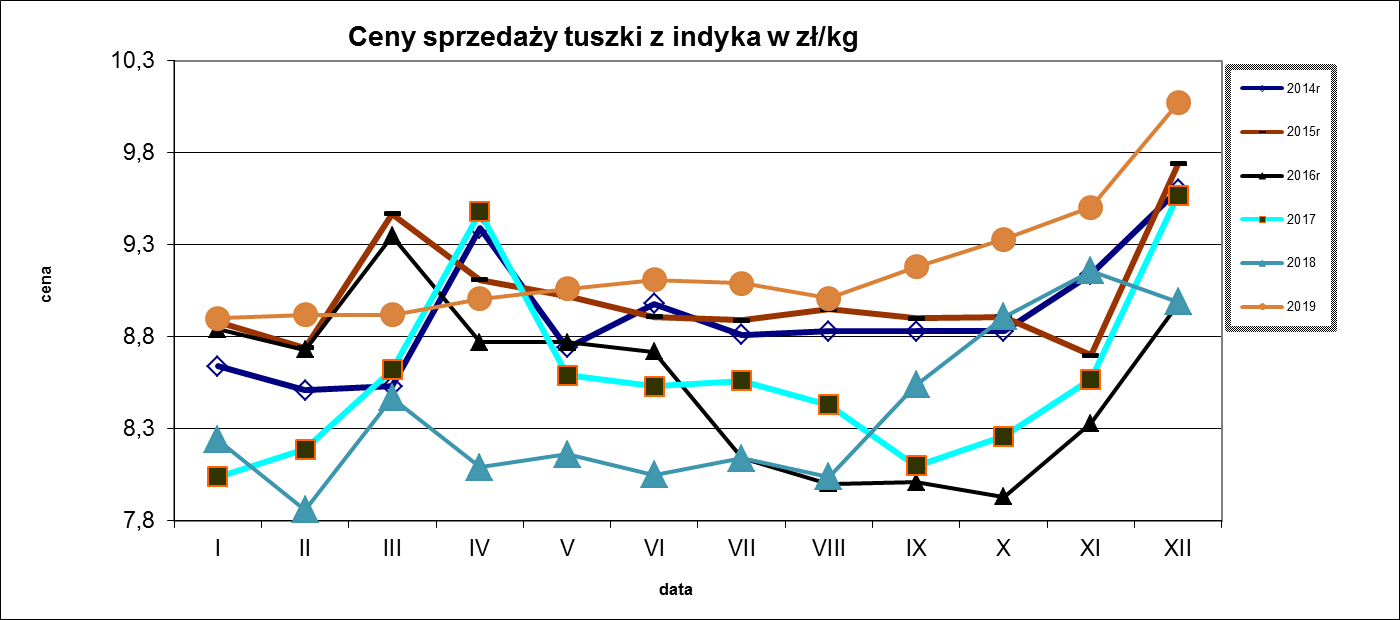 Ceny sprzedaży tuszki z indyka w zł/kg
10,3
9,8
9,3
8,8
8,3
7,8
cena
I II III IV V VI VII VIII IX X XI XII
data
2014r
2015r
2016r
2017
2018
2019